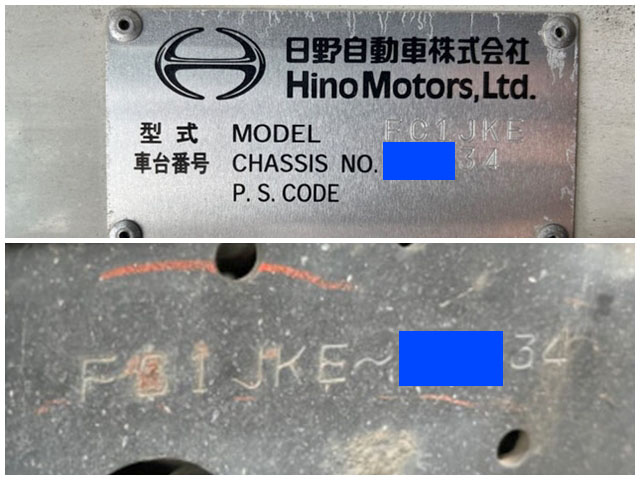 日野自動車株式会社
Hino Motors, Ltd.
型式 MODEL FC1JKE
車台番号 CHASSIS NO. 34
P. S. CODE
FC1JKE~ 34